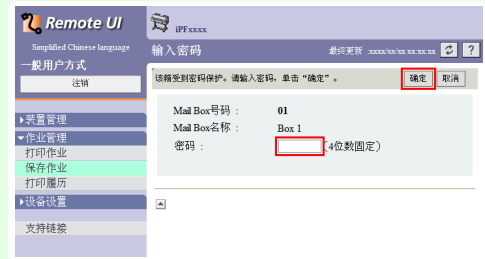 Remote UI
Simplified Chinese language
一般用户方式
注销
▶装置管理
▼作业管理
打印作业
保存作业
打印履历
▶设备设置
支持链接
iPFxxxx
输入密码
最终更新 :xxxx/xx/xx xx:xx:xx
?
该箱受到密码保护。请输入密码，单击“确定”。
确定
取消
Mail Box号码 : 01
Mail Box名称 : Box 1
密码 : (4位数固定)